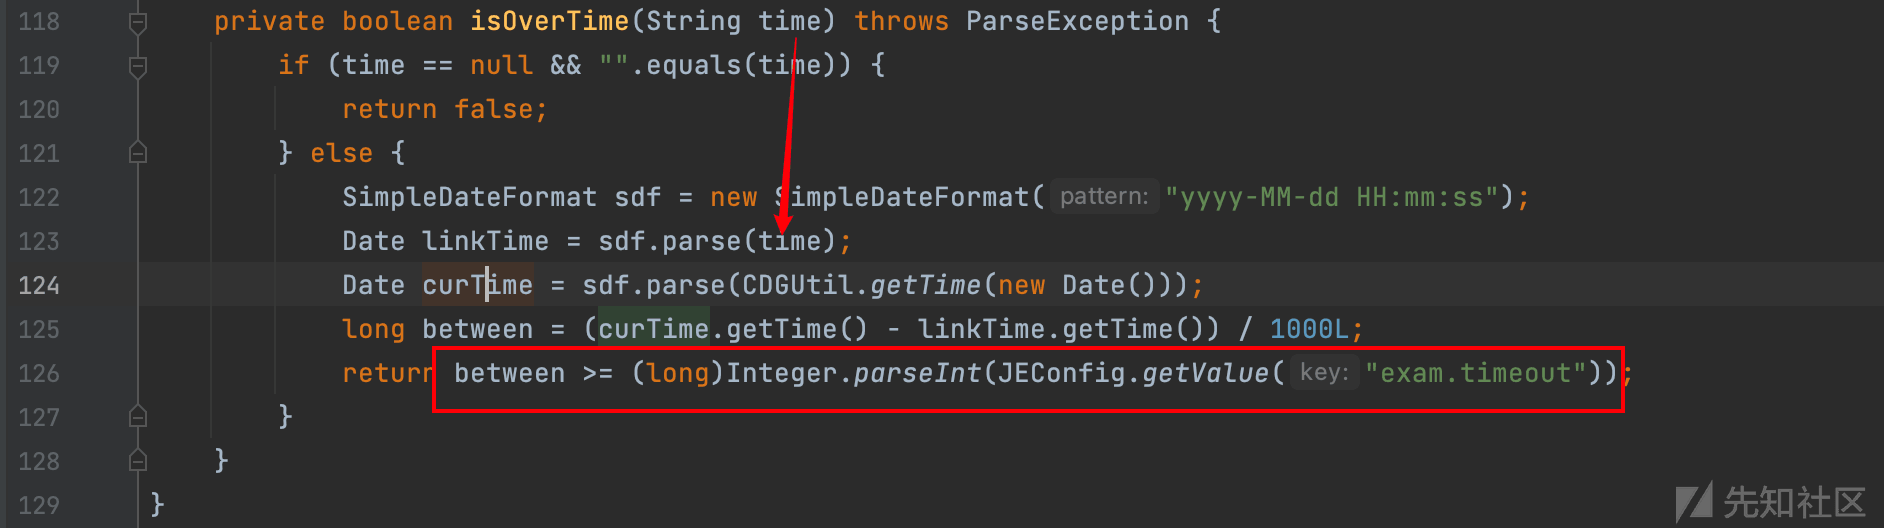 118 private boolean isOverTime(String time) throws ParseException {
119 if (time == null && "".equals(time)) {
120 return false;
121 } else {
122 SimpleDateFormat sdf = new SimpleDateFormat( pattern: "yyyy-MM-dd HH:mm:ss");
123 Date linkTime = sdf.parse(time);
124 Date curTime = sdf.parse(CDGUtil.getTime(new Date()));
125 long between = (curTime.getTime() - linkTime.getTime()) / 1000L;
126 return between >= (long)Integer.parseInt(JEConfig.getValue( key: "exam.timeout"));
127 }
128 }
129 }
先知社区